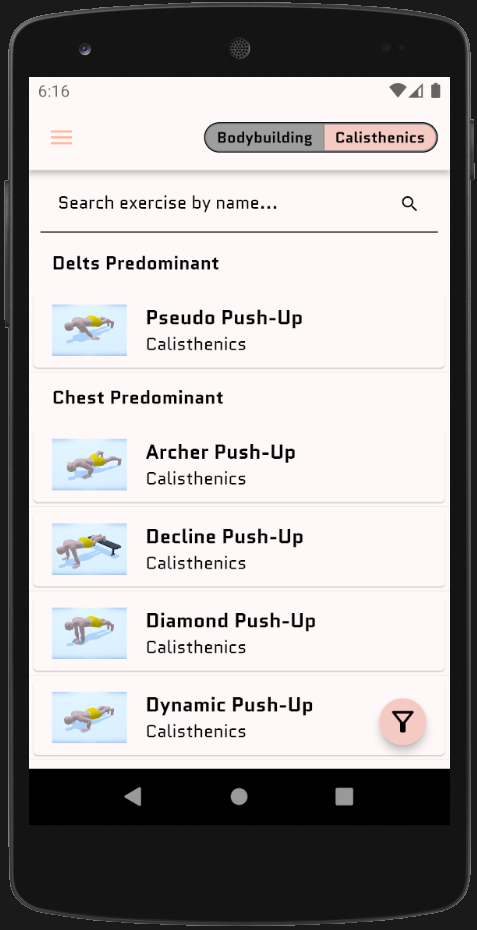 6:16
Bodybuilding Calisthenics
Search exercise by name...
Delts Predominant
Pseudo Push-Up
Calisthenics
Chest Predominant
Archer Push-Up
Calisthenics
Decline Push-Up
Calisthenics
Diamond Push-Up
Calisthenics
Dynamic Push-Up
Calisthenics